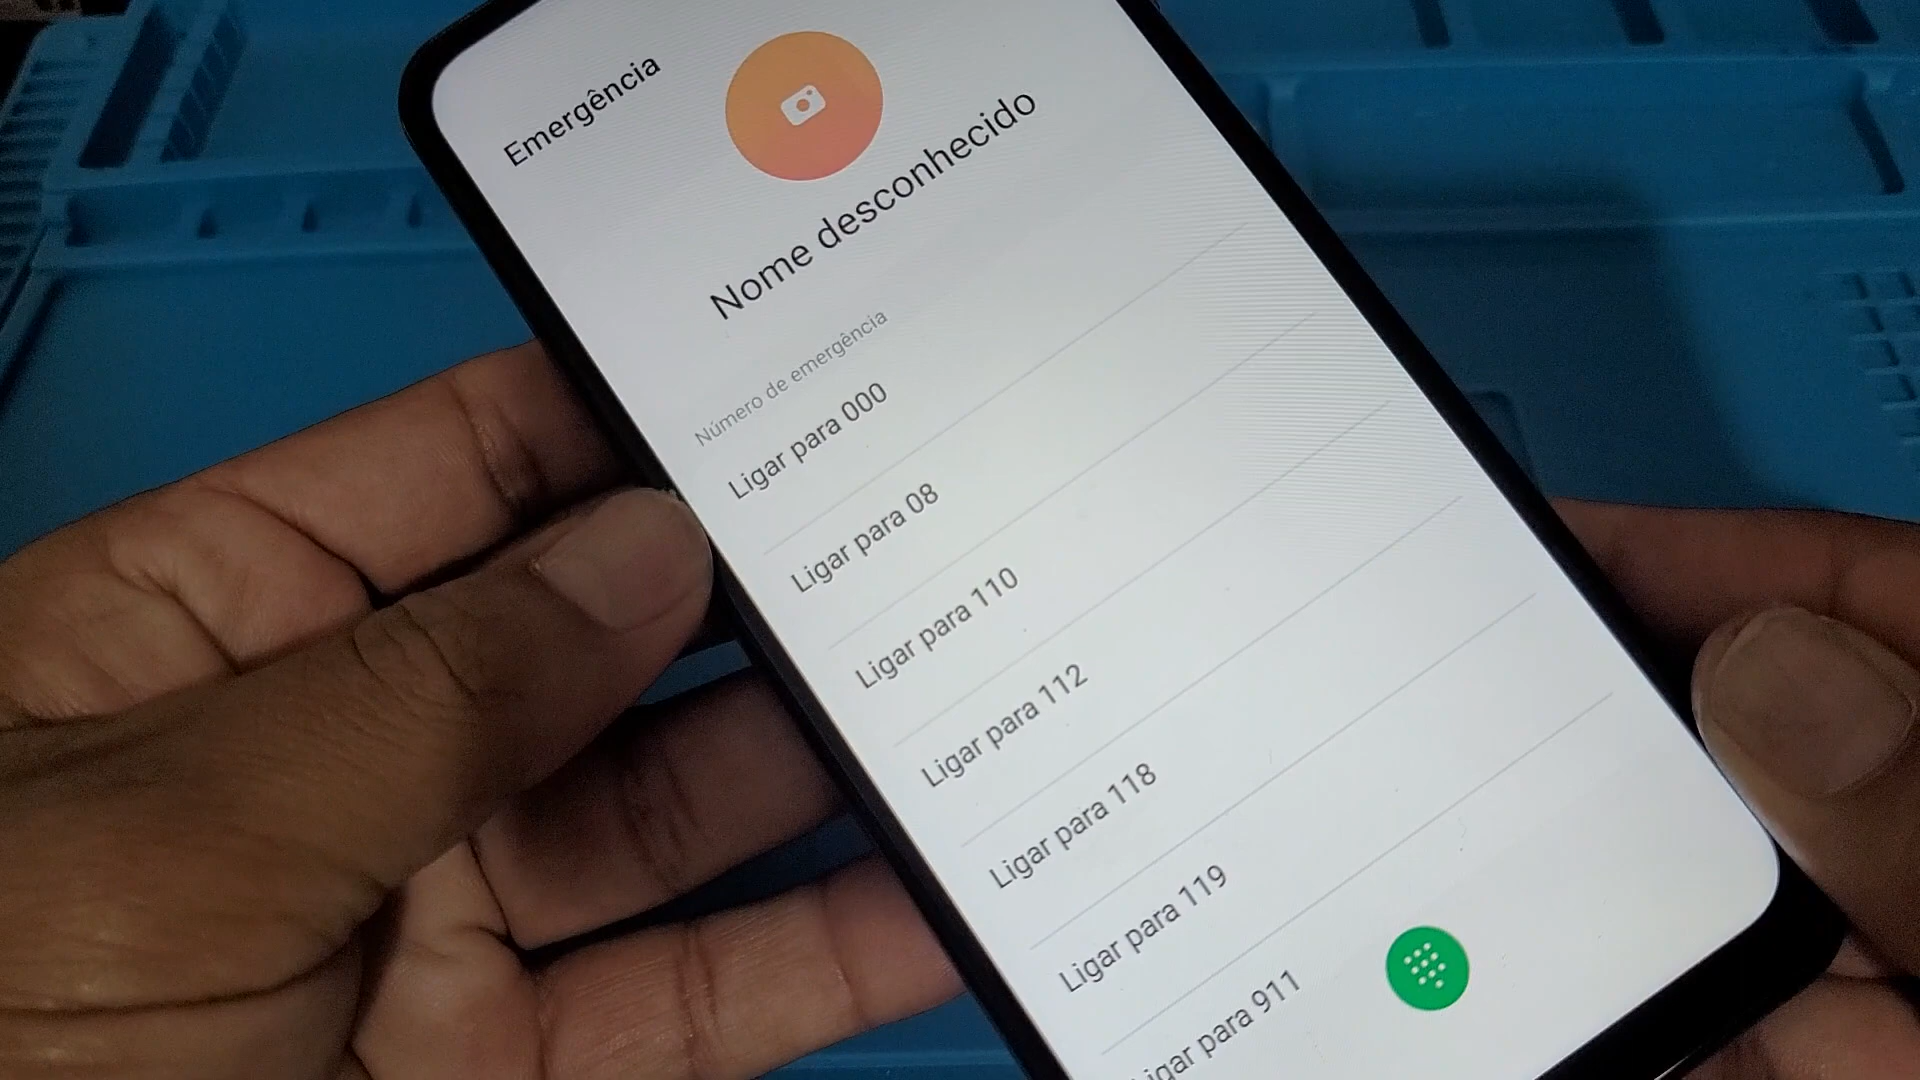 Emergência
Nome desconhecido
Número de emergência
Ligar para 000
Ligar para 08
Ligar para 110
Ligar para 112
Ligar para 118
Ligar para 119
Ligar para 911